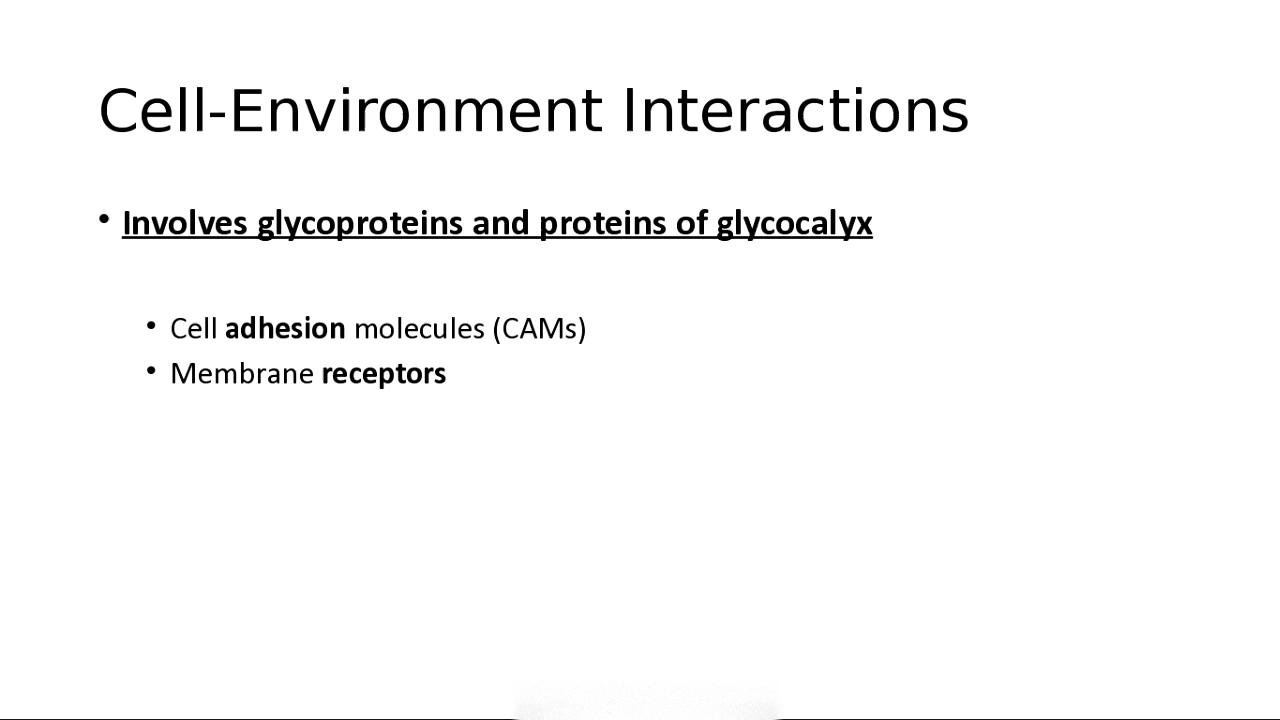 Cell-Environment Interactions
• Involves glycoproteins and proteins of glycocalyx
• Cell adhesion molecules (CAMs)
• Membrane receptors